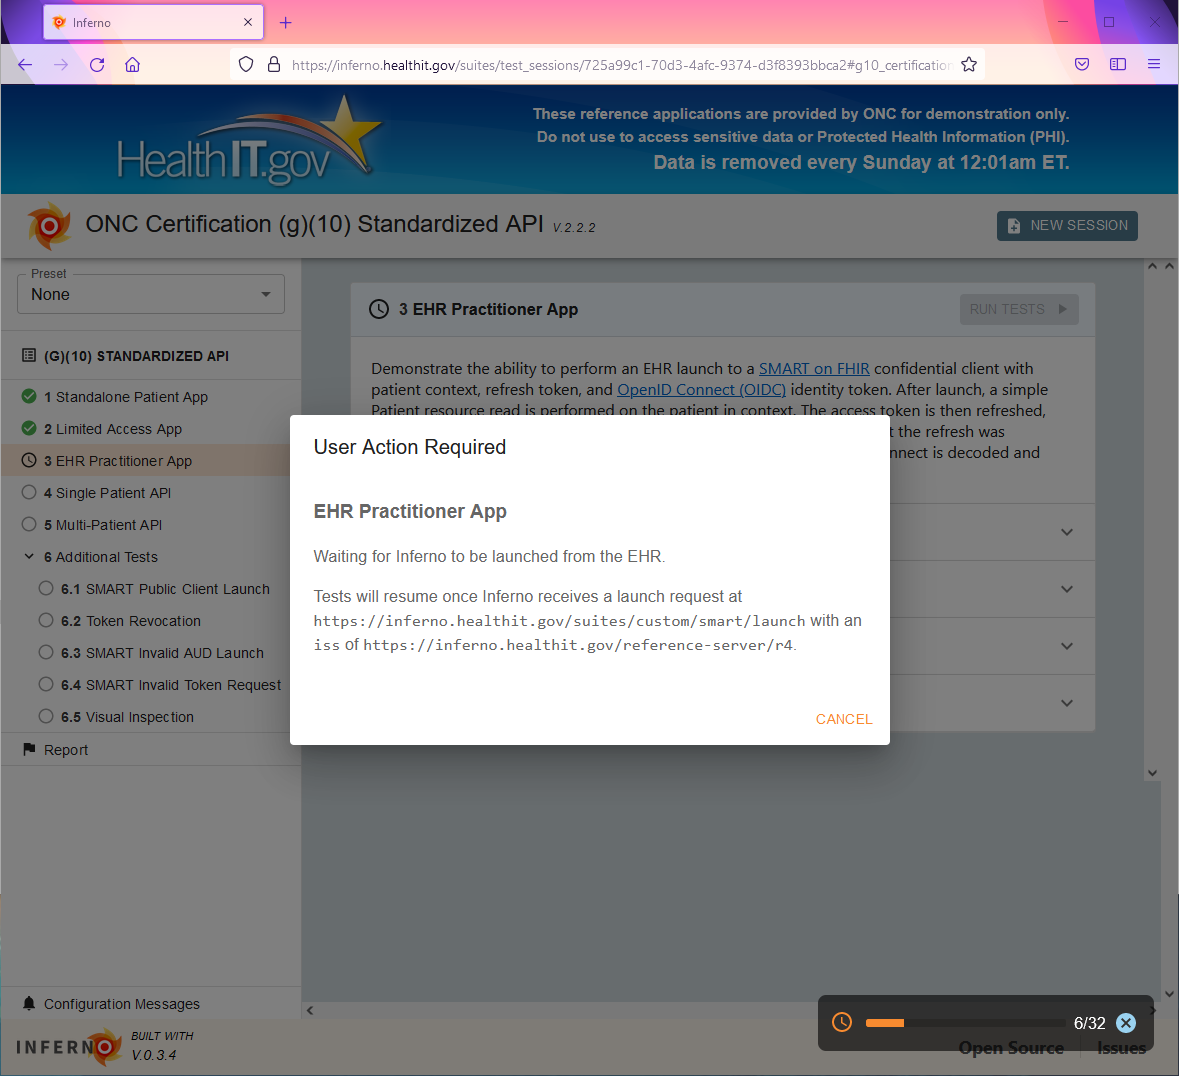 Inferno
https://inferno.healthit.gov/suites/test_sessions/725a99c1-70d3-4afc-9374-d3f8393bbca2#g10_certification
HealthIT.gov
These reference applications are provided by ONC for demonstration only.
Do not use to access sensitive data or Protected Health Information (PHI).
Data is removed every Sunday at 12:01am ET.
ONC Certification (g)(10) Standardized API V.2.2.2
NEW SESSION
Preset
None
(G)(10) STANDARDIZED API
1 Standalone Patient App
2 Limited Access App
3 EHR Practitioner App
4 Single Patient API
5 Multi-Patient API
6 Additional Tests
6.1 SMART Public Client Launch
6.2 Token Revocation
6.3 SMART Invalid AUD Launch
6.4 SMART Invalid Token Request
6.5 Visual Inspection
Report
3 EHR Practitioner App
RUN TESTS
Demonstrate the ability to perform an EHR launch to a SMART on FHIR confidential client with
patient context, refresh token, and OpenID Connect (OIDC) identity token. After launch, a simple
Patient resource read is performed on the patient in context. The access token is then refreshed,
t the refresh was
nnect is decoded and
User Action Required
EHR Practitioner App
Waiting for Inferno to be launched from the EHR.
Tests will resume once Inferno receives a launch request at
https://inferno.healthit.gov/suites/custom/smart/launch with an
iss of https://inferno.healthit.gov/reference-server/r4.
CANCEL
Configuration Messages
INFERNO
BUILT WITH
V.0.3.4
6/32
Open Source
Issues